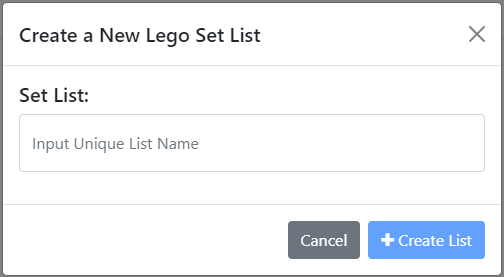 Create a New Lego Set List
Set List:
Input Unique List Name
Cancel
Create List